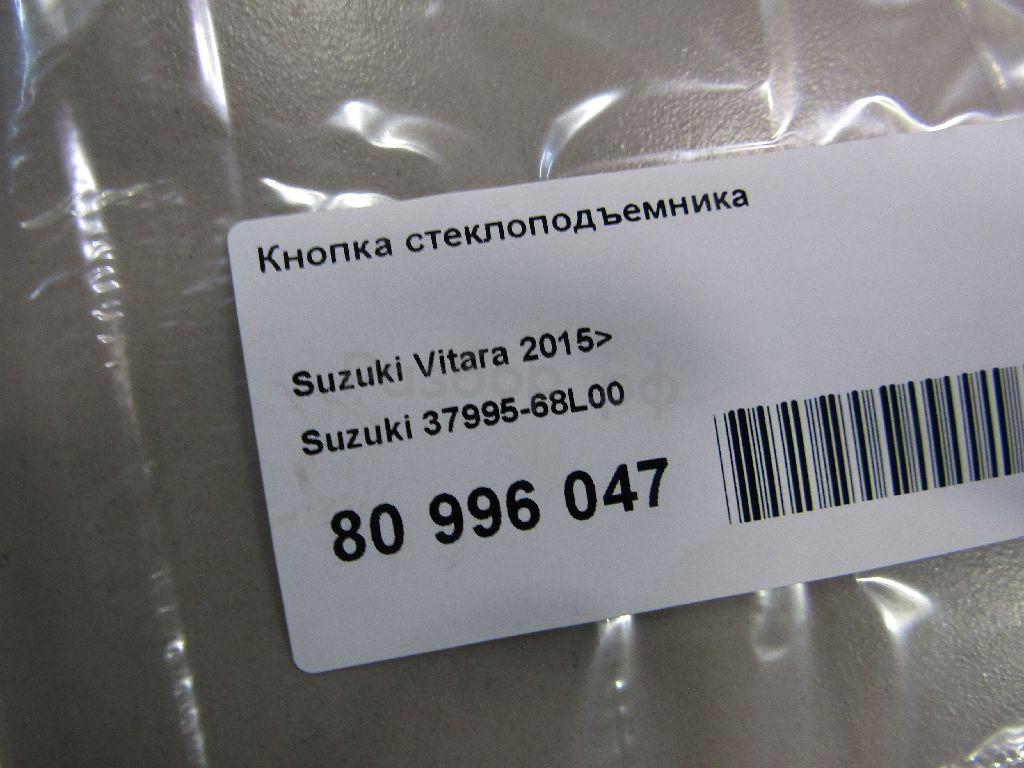 Кнопка стеклоподъемника
Suzuki Vitara 2015>
Suzuki 37995-68L00
80 996 047